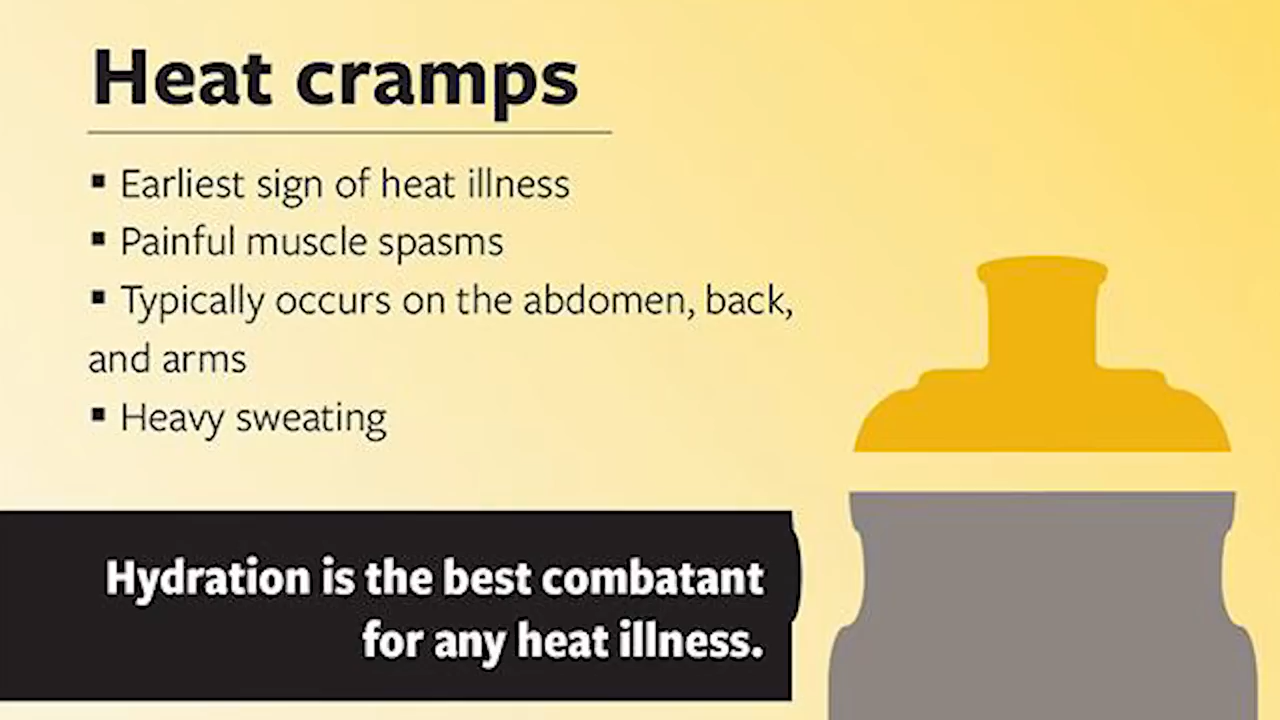 Heat cramps
▪ Earliest sign of heat illness
▪ Painful muscle spasms
▪ Typically occurs on the abdomen, back,
and arms
▪ Heavy sweating
Hydration is the best combatant
for any heat illness.